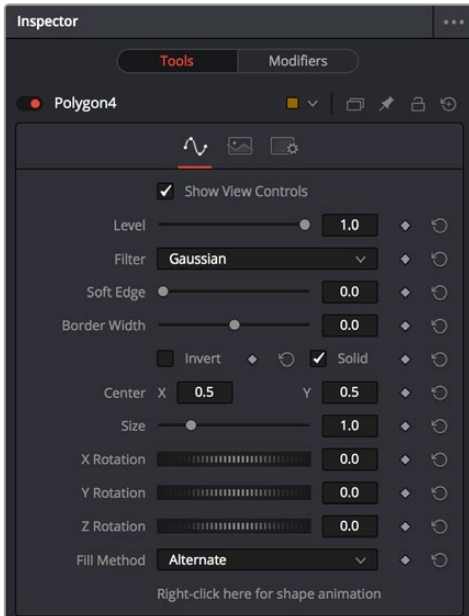 Inspector
Tools Modifiers
Polygon4
Show View Controls
Level 1.0
Filter Gaussian
Soft Edge 0.0
Border Width 0.0
Invert Solid
Center X 0.5 Y 0.5
Size 1.0
X Rotation 0.0
Y Rotation 0.0
Z Rotation 0.0
Fill Method Alternate
Right-click here for shape animation